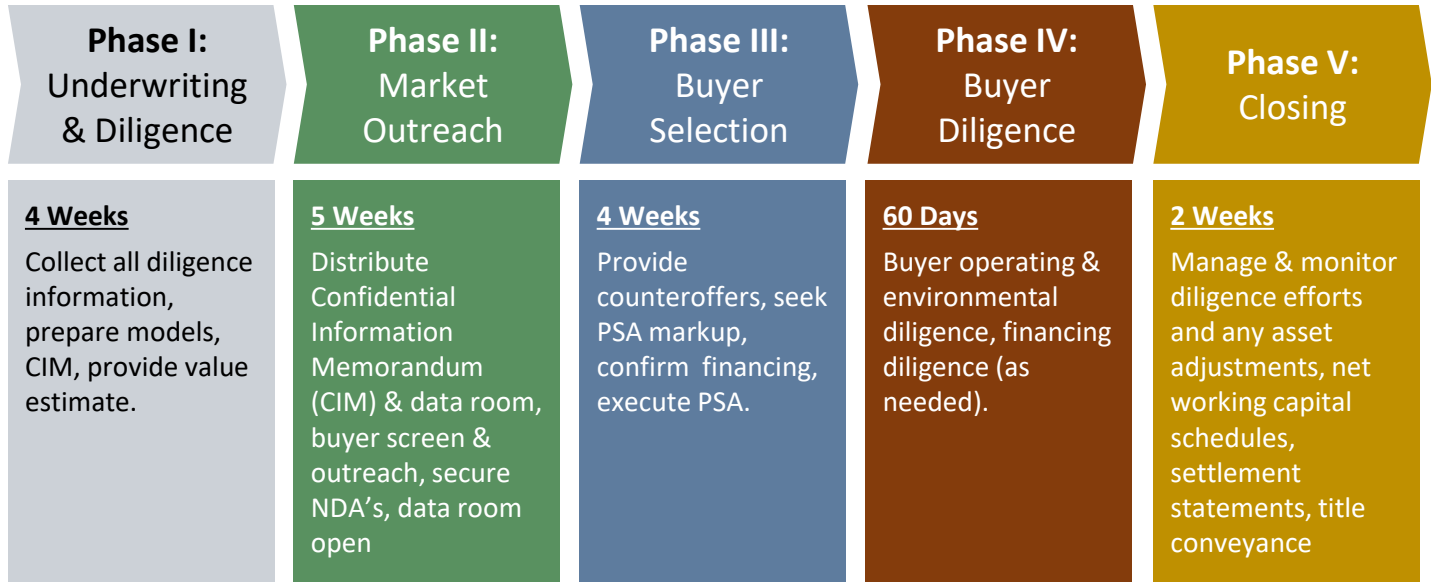 Phase I:
Underwriting
& Diligence
Phase II:
Market
Outreach
Phase III:
Buyer
Selection
Phase IV:
Buyer
Diligence
Phase V:
Closing
4 Weeks
Collect all diligence
information,
prepare models,
CIM, provide value
estimate.
5 Weeks
Distribute
Confidential
Information
Memorandum
(CIM) & data room,
buyer screen &
outreach, secure
NDA’s, data room
open
4 Weeks
Provide
counteroffers, seek
PSA markup,
confirm  financing,
execute PSA.
60 Days
Buyer operating &
environmental
diligence, financing
diligence (as
needed).
2 Weeks
Manage & monitor
diligence efforts
and any asset
adjustments, net
working capital
schedules,
settlement
statements, title
conveyance